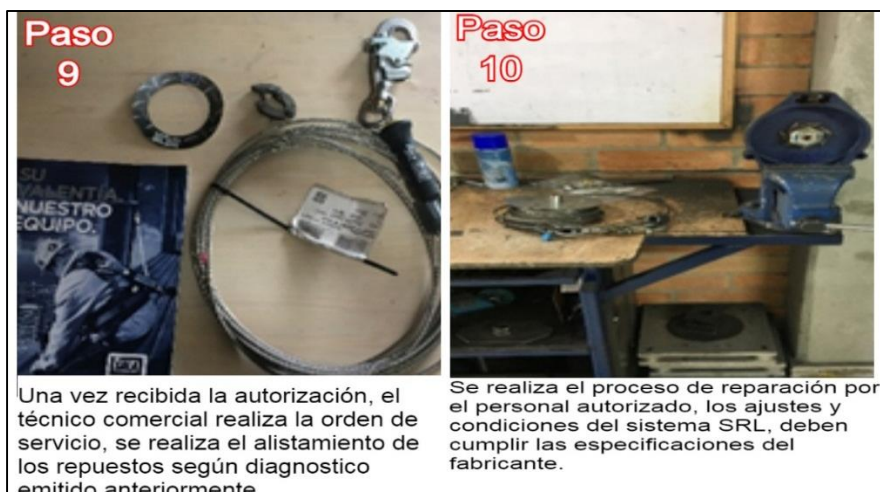 Paso
9
SU
VALENTÍA
NUESTRO
EQUIPO.
Una vez recibida la autorización, el
técnico comercial realiza la orden de
servicio, se realiza el alistamiento de
los repuestos según diagnostico
emitido anteriormente
Paso
10
Se realiza el proceso de reparación por
el personal autorizado, los ajustes y
condiciones del sistema SRL, deben
cumplir las especificaciones del
fabricante.